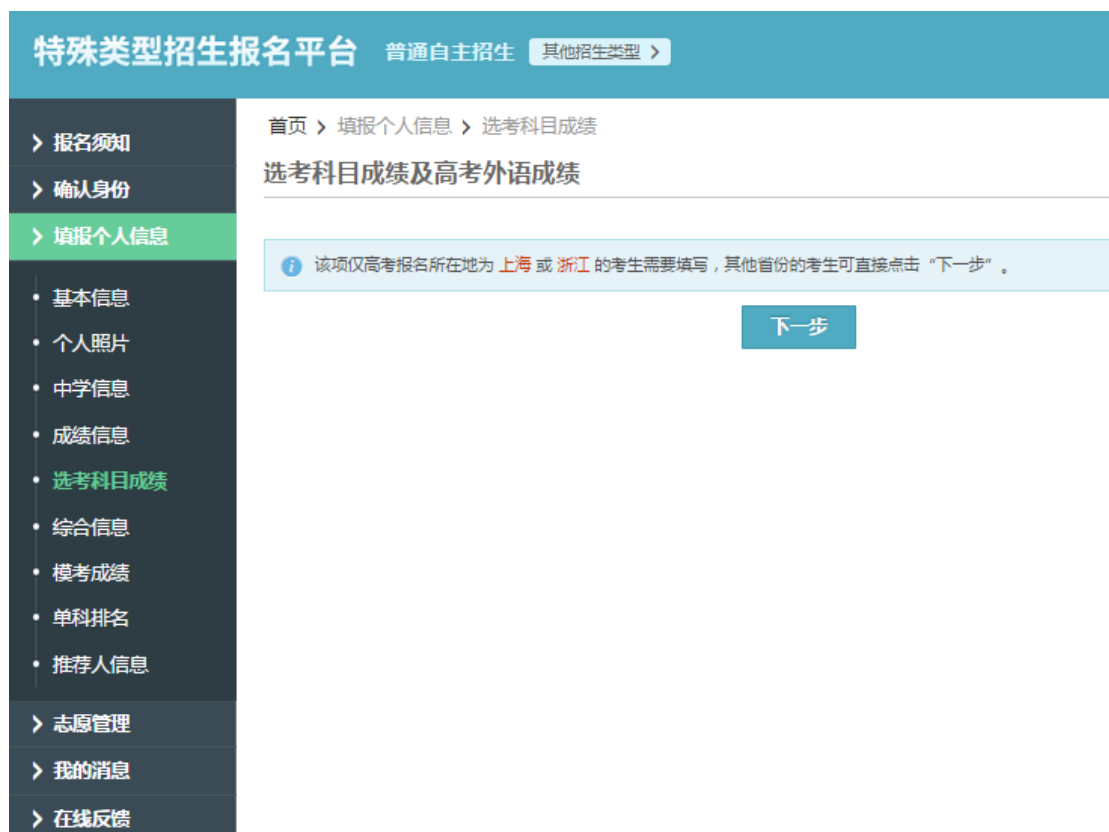 特殊类型招生报名平台 普通自主招生 其他招生类型 >
> 报名须知
> 确认身份
> 填报个人信息
• 基本信息
• 个人照片
• 中学信息
• 成绩信息
• 选考科目成绩
• 综合信息
• 模考成绩
• 单科排名
• 推荐人信息
> 志愿管理
> 我的消息
> 在线反馈
首页 > 填报个人信息 > 选考科目成绩
选考科目成绩及高考外语成绩
该项仅高考报名所在地为 上海 或 浙江 的考生需要填写，其他省份的考生可直接点击“下一步”。
下一步